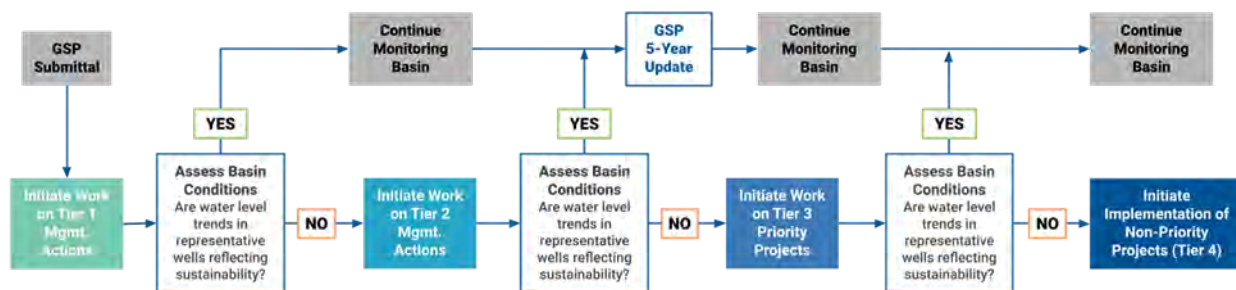 GSP
Submittal
Continue
Monitoring
Basin
GSP
5-Year
Update
Continue
Monitoring
Basin
Continue
Monitoring
Basin
YES
YES
YES
Initiate Work
on Tier 1
Mgmt.
Actions
Assess Basin
Conditions
Are water level
trends in
representative
wells reflecting
sustainability?
NO
Initiate Work
on Tier 2
Mgmt.
Actions
Assess Basin
Conditions
Are water level
trends in
representative
wells reflecting
sustainability?
NO
Initiate Work
on Tier 3
Priority
Projects
Assess Basin
Conditions
Are water level
trends in
representative
wells reflecting
sustainability?
NO
Initiate
Implementation of
Non-Priority
Projects (Tier 4)